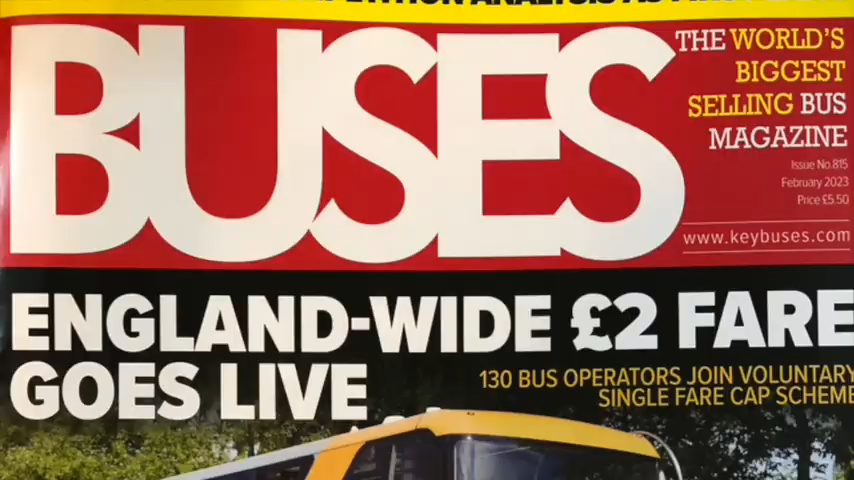 BUSES
THE WORLD'S
BIGGEST
SELLING BUS
MAGAZINE
Issue No.815
February 2023
Price £5.50
www.keybuses.com
ENGLAND-WIDE £2 FARE
GOES LIVE
130 BUS OPERATORS JOIN VOLUNTARY
SINGLE FARE CAP SCHEME